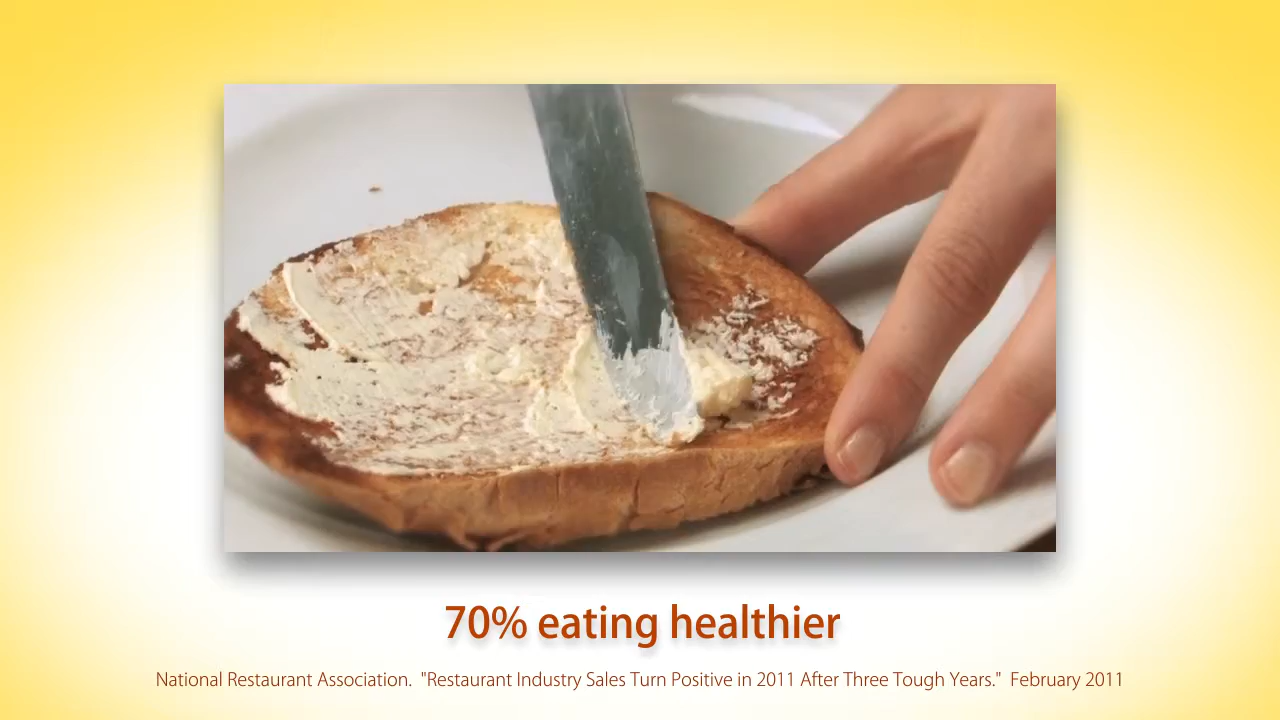 70% eating healthier
National Restaurant Association.  "Restaurant Industry Sales Turn Positive in 2011 After Three Tough Years."  February 2011